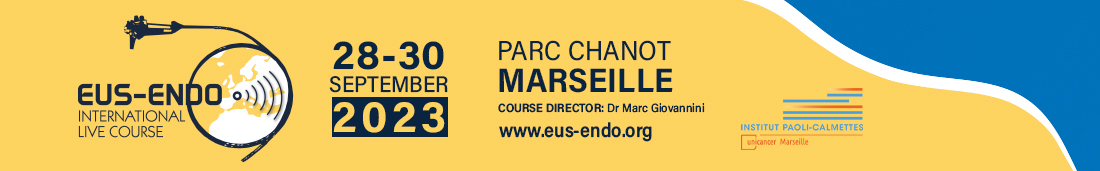 EUS-ENDO
INTERNATIONAL
LIVE COURSE
28-30
SEPTEMBER
2023
PARC CHANOT
MARSEILLE
COURSE DIRECTOR: Dr Marc Giovannini
www.eus-endo.org
INSTITUT PAOLI-CALMETTES
unicancer Marseille